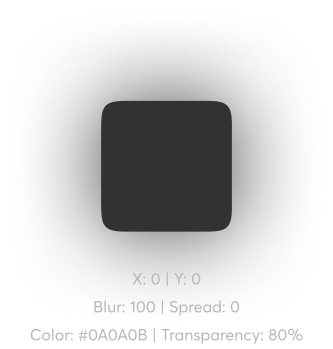 X: 0 | Y: 0
Blur: 100 | Spread: 0
Color: #0A0A0B | Transparency: 80%